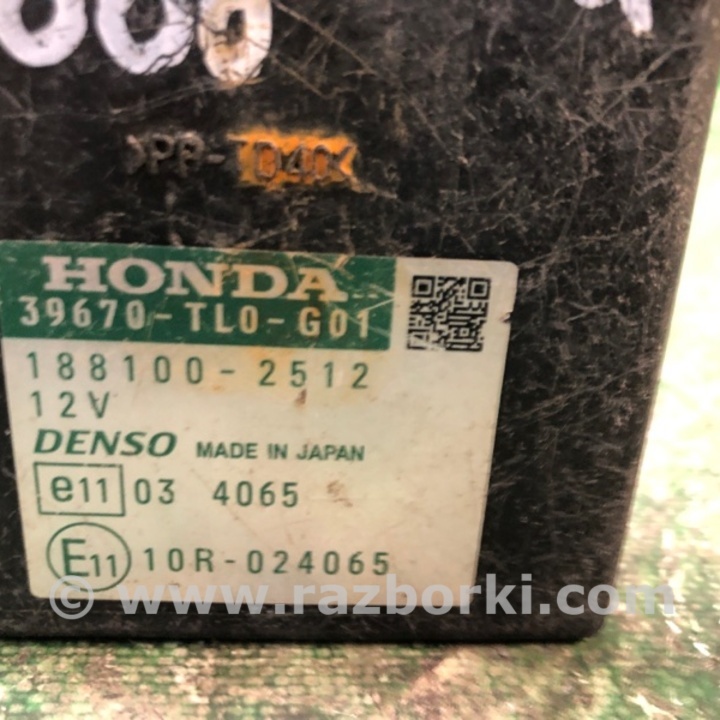 >PP-TD40<
HONDA
39670-TL0-G01
188100-2512
12V
DENSO MADE IN JAPAN
e11 03 4065
E11 10R-024065
© www.razborki.com